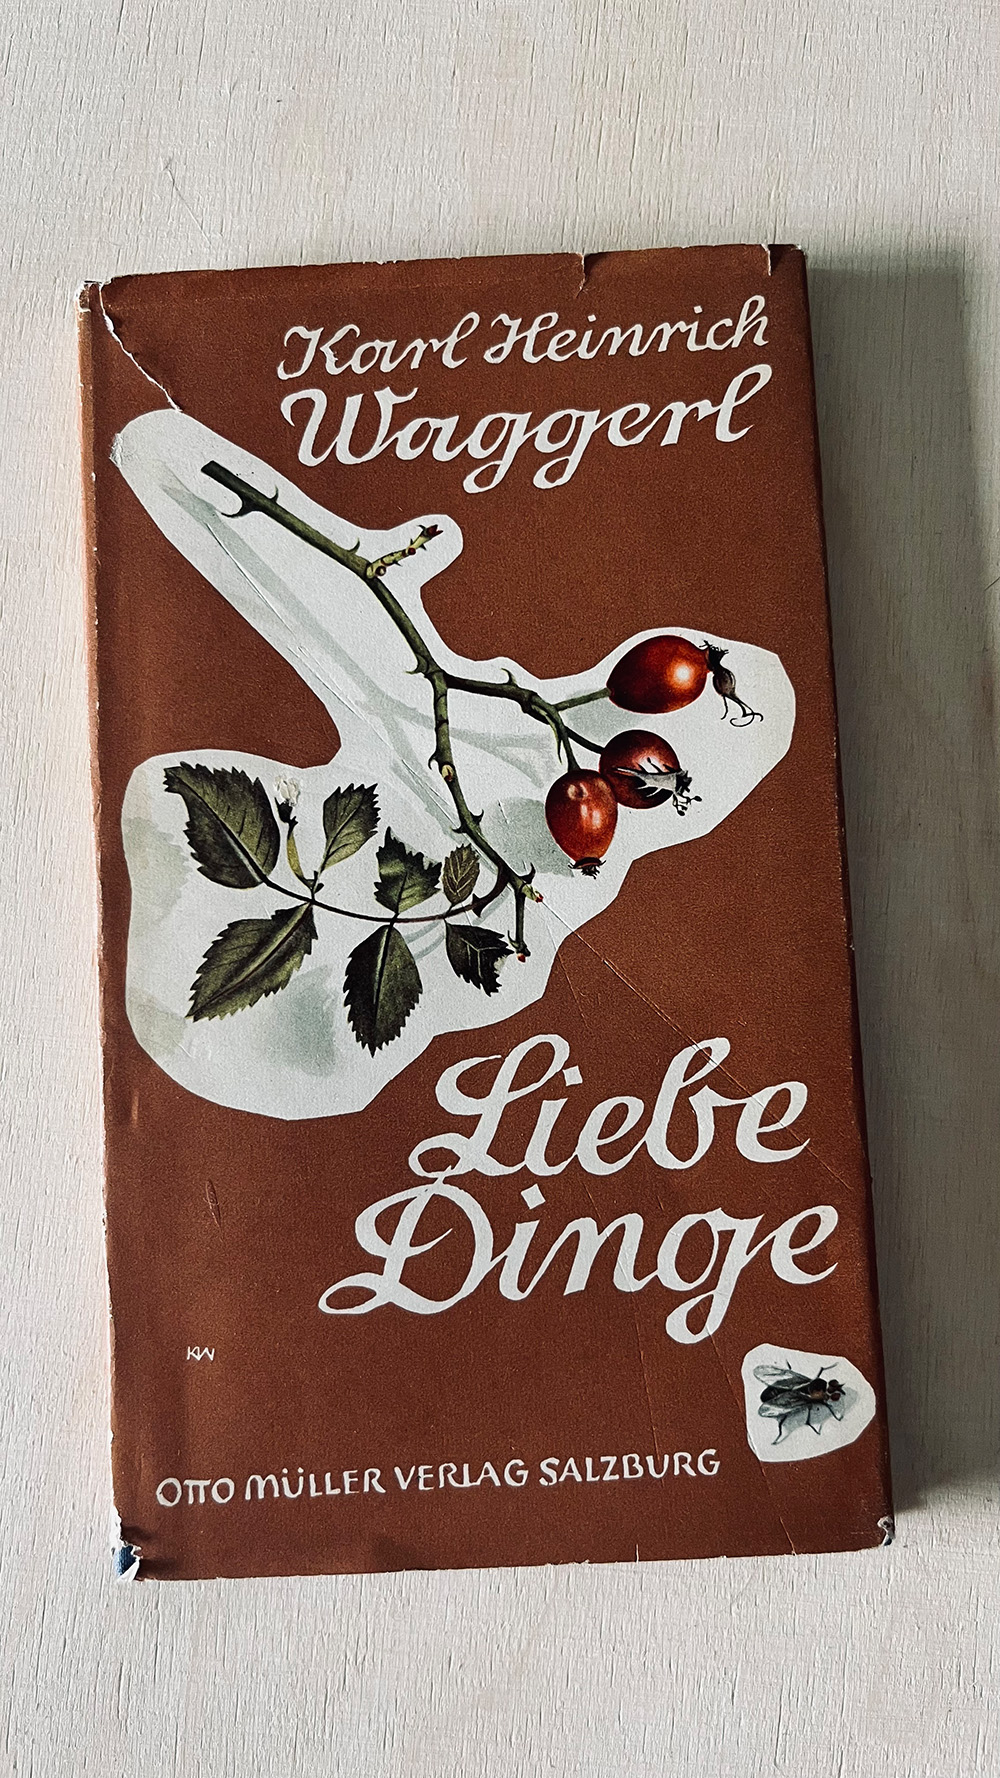 Karl Heinrich
Waggerl
Liebe
Dinge
KW
OTTO MÜLLER VERLAG SALZBURG